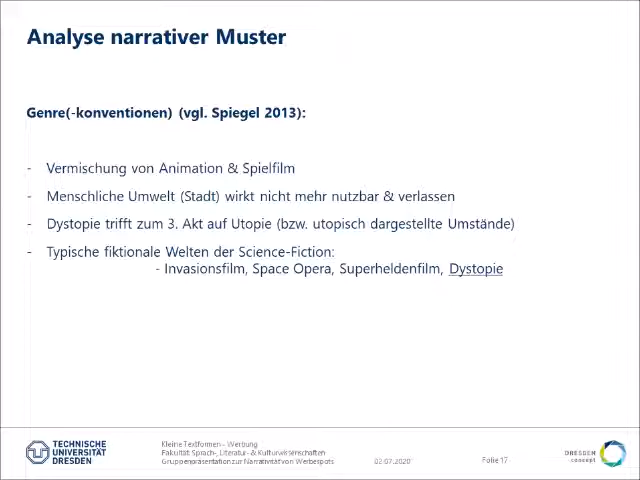 Analyse narrativer Muster
Genre(-konventionen) (vgl. Spiegel 2013):
- Vermischung von Animation & Spielfilm
- Menschliche Umwelt (Stadt) wirkt nicht mehr nutzbar & verlassen
- Dystopie trifft zum 3. Akt auf Utopie (bzw. utopisch dargestellte Umstände)
- Typische fiktionale Welten der Science-Fiction:
- Invasionsfilm, Space Opera, Superheldenfilm, Dystopie
TECHNISCHE
UNIVERSITÄT
DRESDEN
Kleine Textformen – Werbung
Fakultät Sprach-, Literatur- & Kulturwissenschaften
Gruppenpräsentation zur Narrativität von Werbespots
03.07.2020
Folie 17
DRESDEN
concept